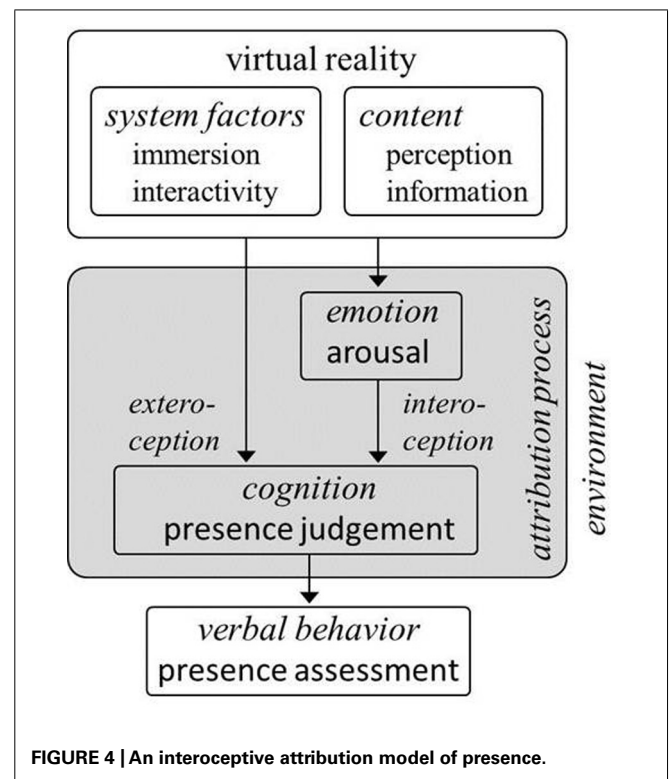 virtual reality
system factors
immersion
interactivity
content
perception
information
emotion
arousal
extero-
ception
intero-
ception
cognition
presence judgement
attribution process
environment
verbal behavior
presence assessment
FIGURE 4 | An interoceptive attribution model of presence.